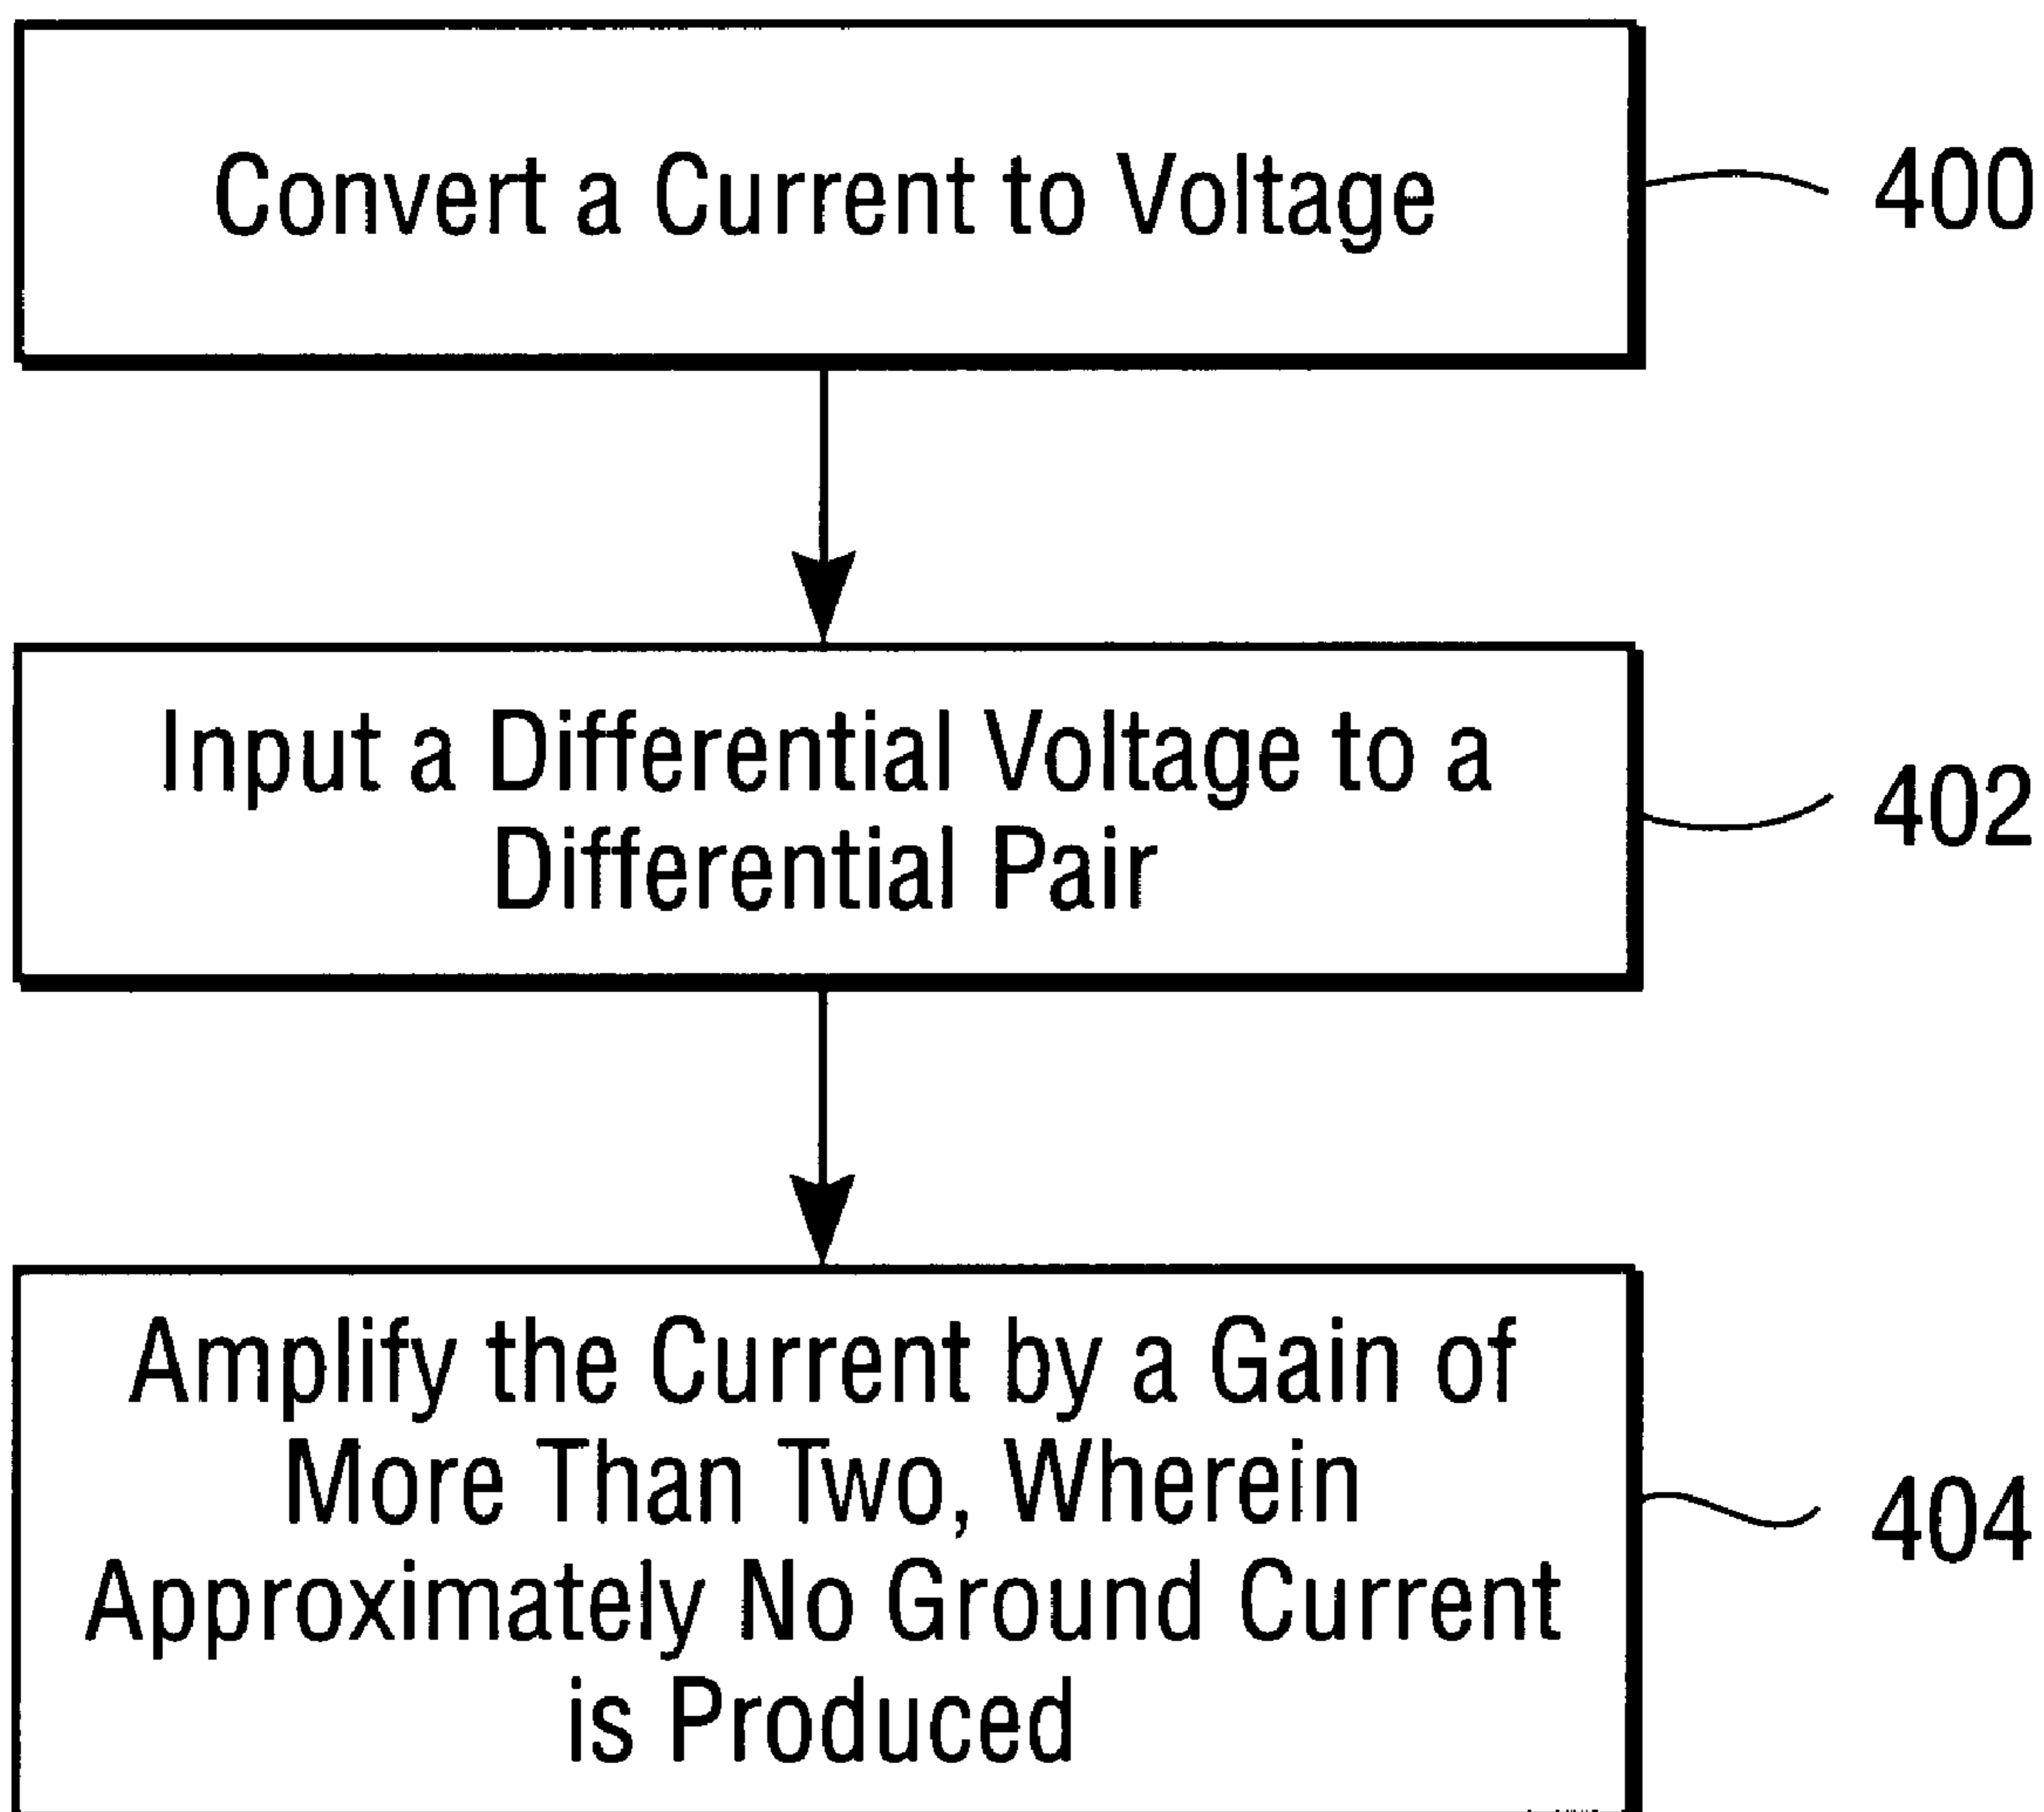 Convert a Current to Voltage
400
Input a Differential Voltage to a
Differential Pair
402
Amplify the Current by a Gain of
More Than Two, Wherein
Approximately No Ground Current
is Produced
404